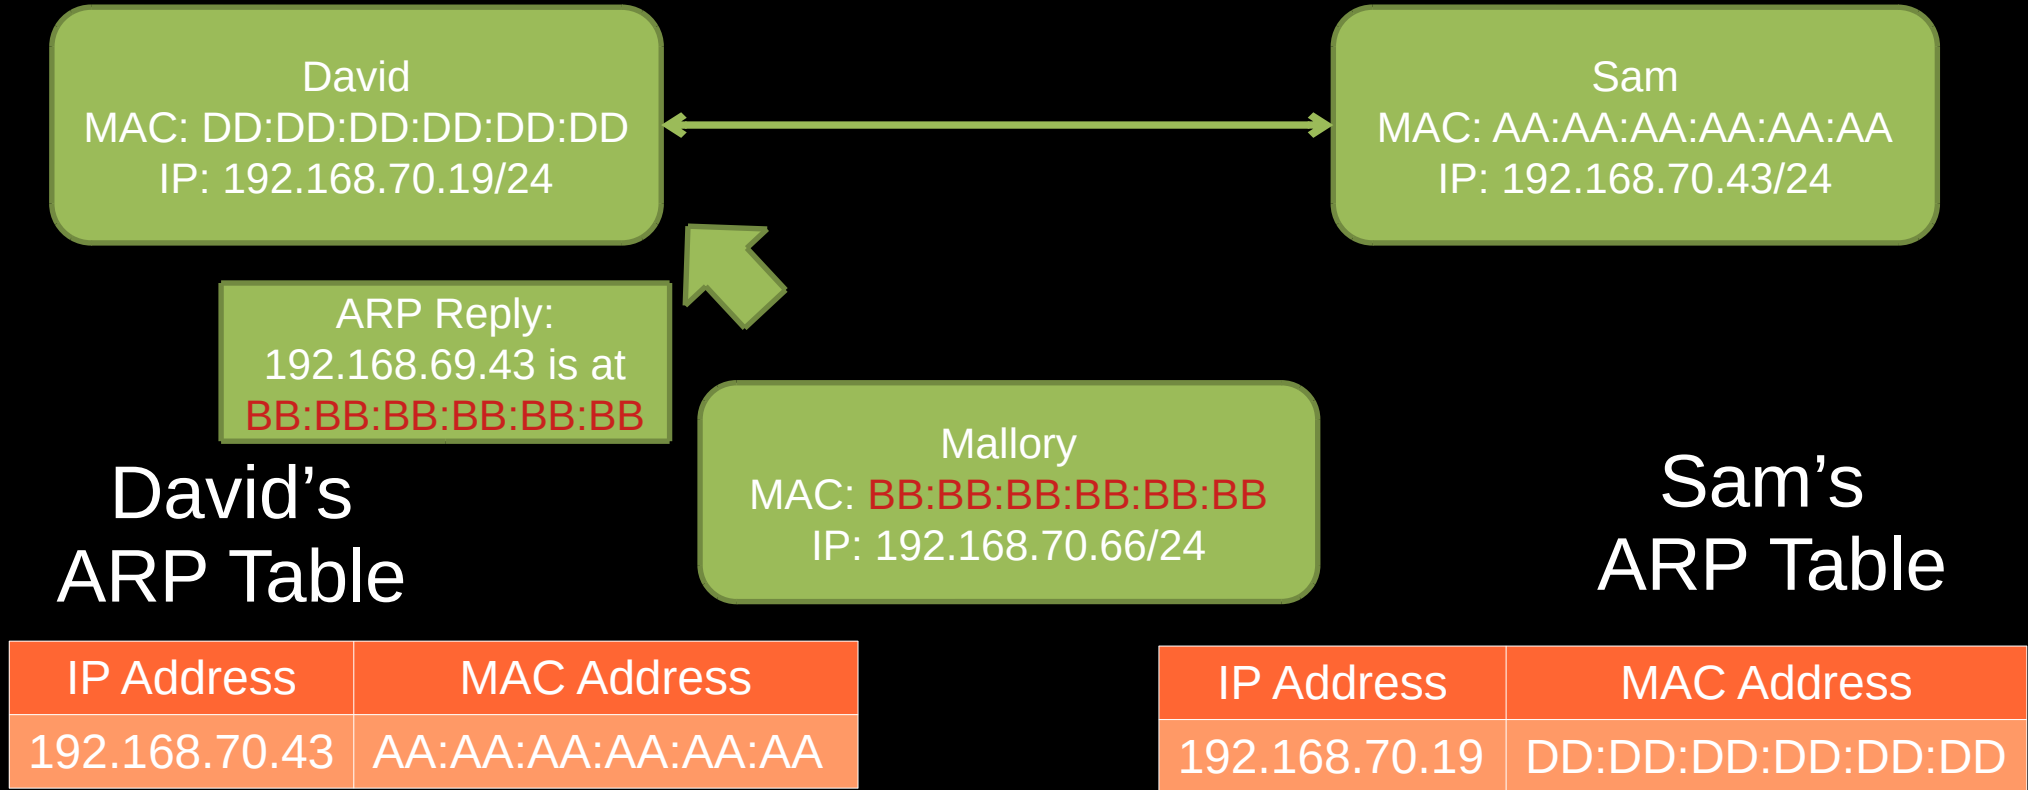 David
MAC: DD:DD:DD:DD:DD:DD
IP: 192.168.70.19/24
Sam
MAC: AA:AA:AA:AA:AA:AA
IP: 192.168.70.43/24
ARP Reply:
192.168.69.43 is at
BB:BB:BB:BB:BB:BB
Mallory
MAC: BB:BB:BB:BB:BB:BB
IP: 192.168.70.66/24
David’s
ARP Table
IP Address MAC Address
192.168.70.43 AA:AA:AA:AA:AA:AA
Sam’s
ARP Table
IP Address MAC Address
192.168.70.19 DD:DD:DD:DD:DD:DD